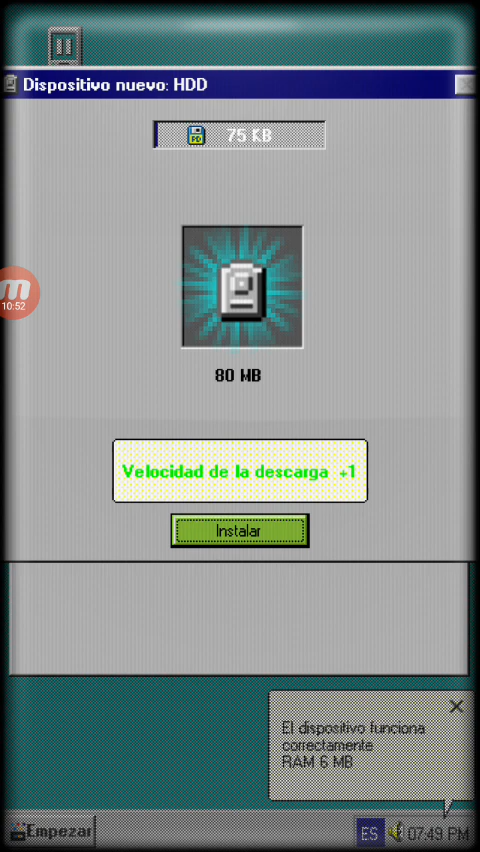 Dispositivo nuevo: HDD
75 KB
10:52
80 MB
Velocidad de la descarga +1
Instalar
El dispositivo funciona
correctamente
RAM 6 MB
Empezar
ES
07:49 PM